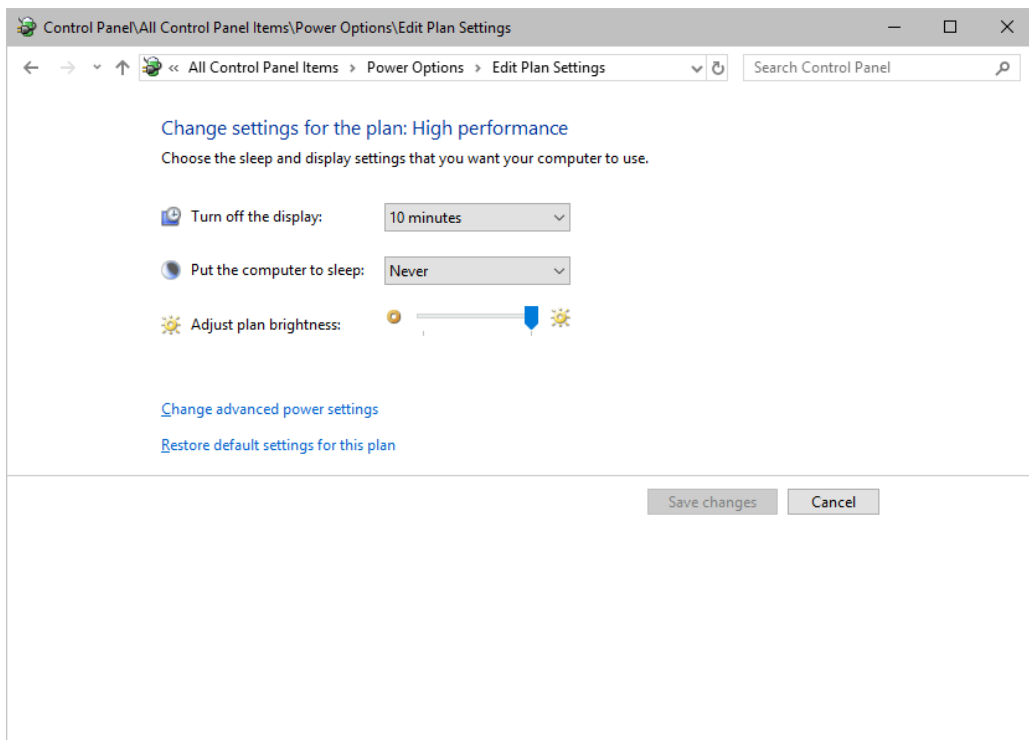 Control Panel\All Control Panel Items\Power Options\Edit Plan Settings
« All Control Panel Items › Power Options › Edit Plan Settings
Search Control Panel
Change settings for the plan: High performance
Choose the sleep and display settings that you want your computer to use.
Turn off the display: 10 minutes
Put the computer to sleep: Never
Adjust plan brightness:
Change advanced power settings
Restore default settings for this plan
Save changes Cancel